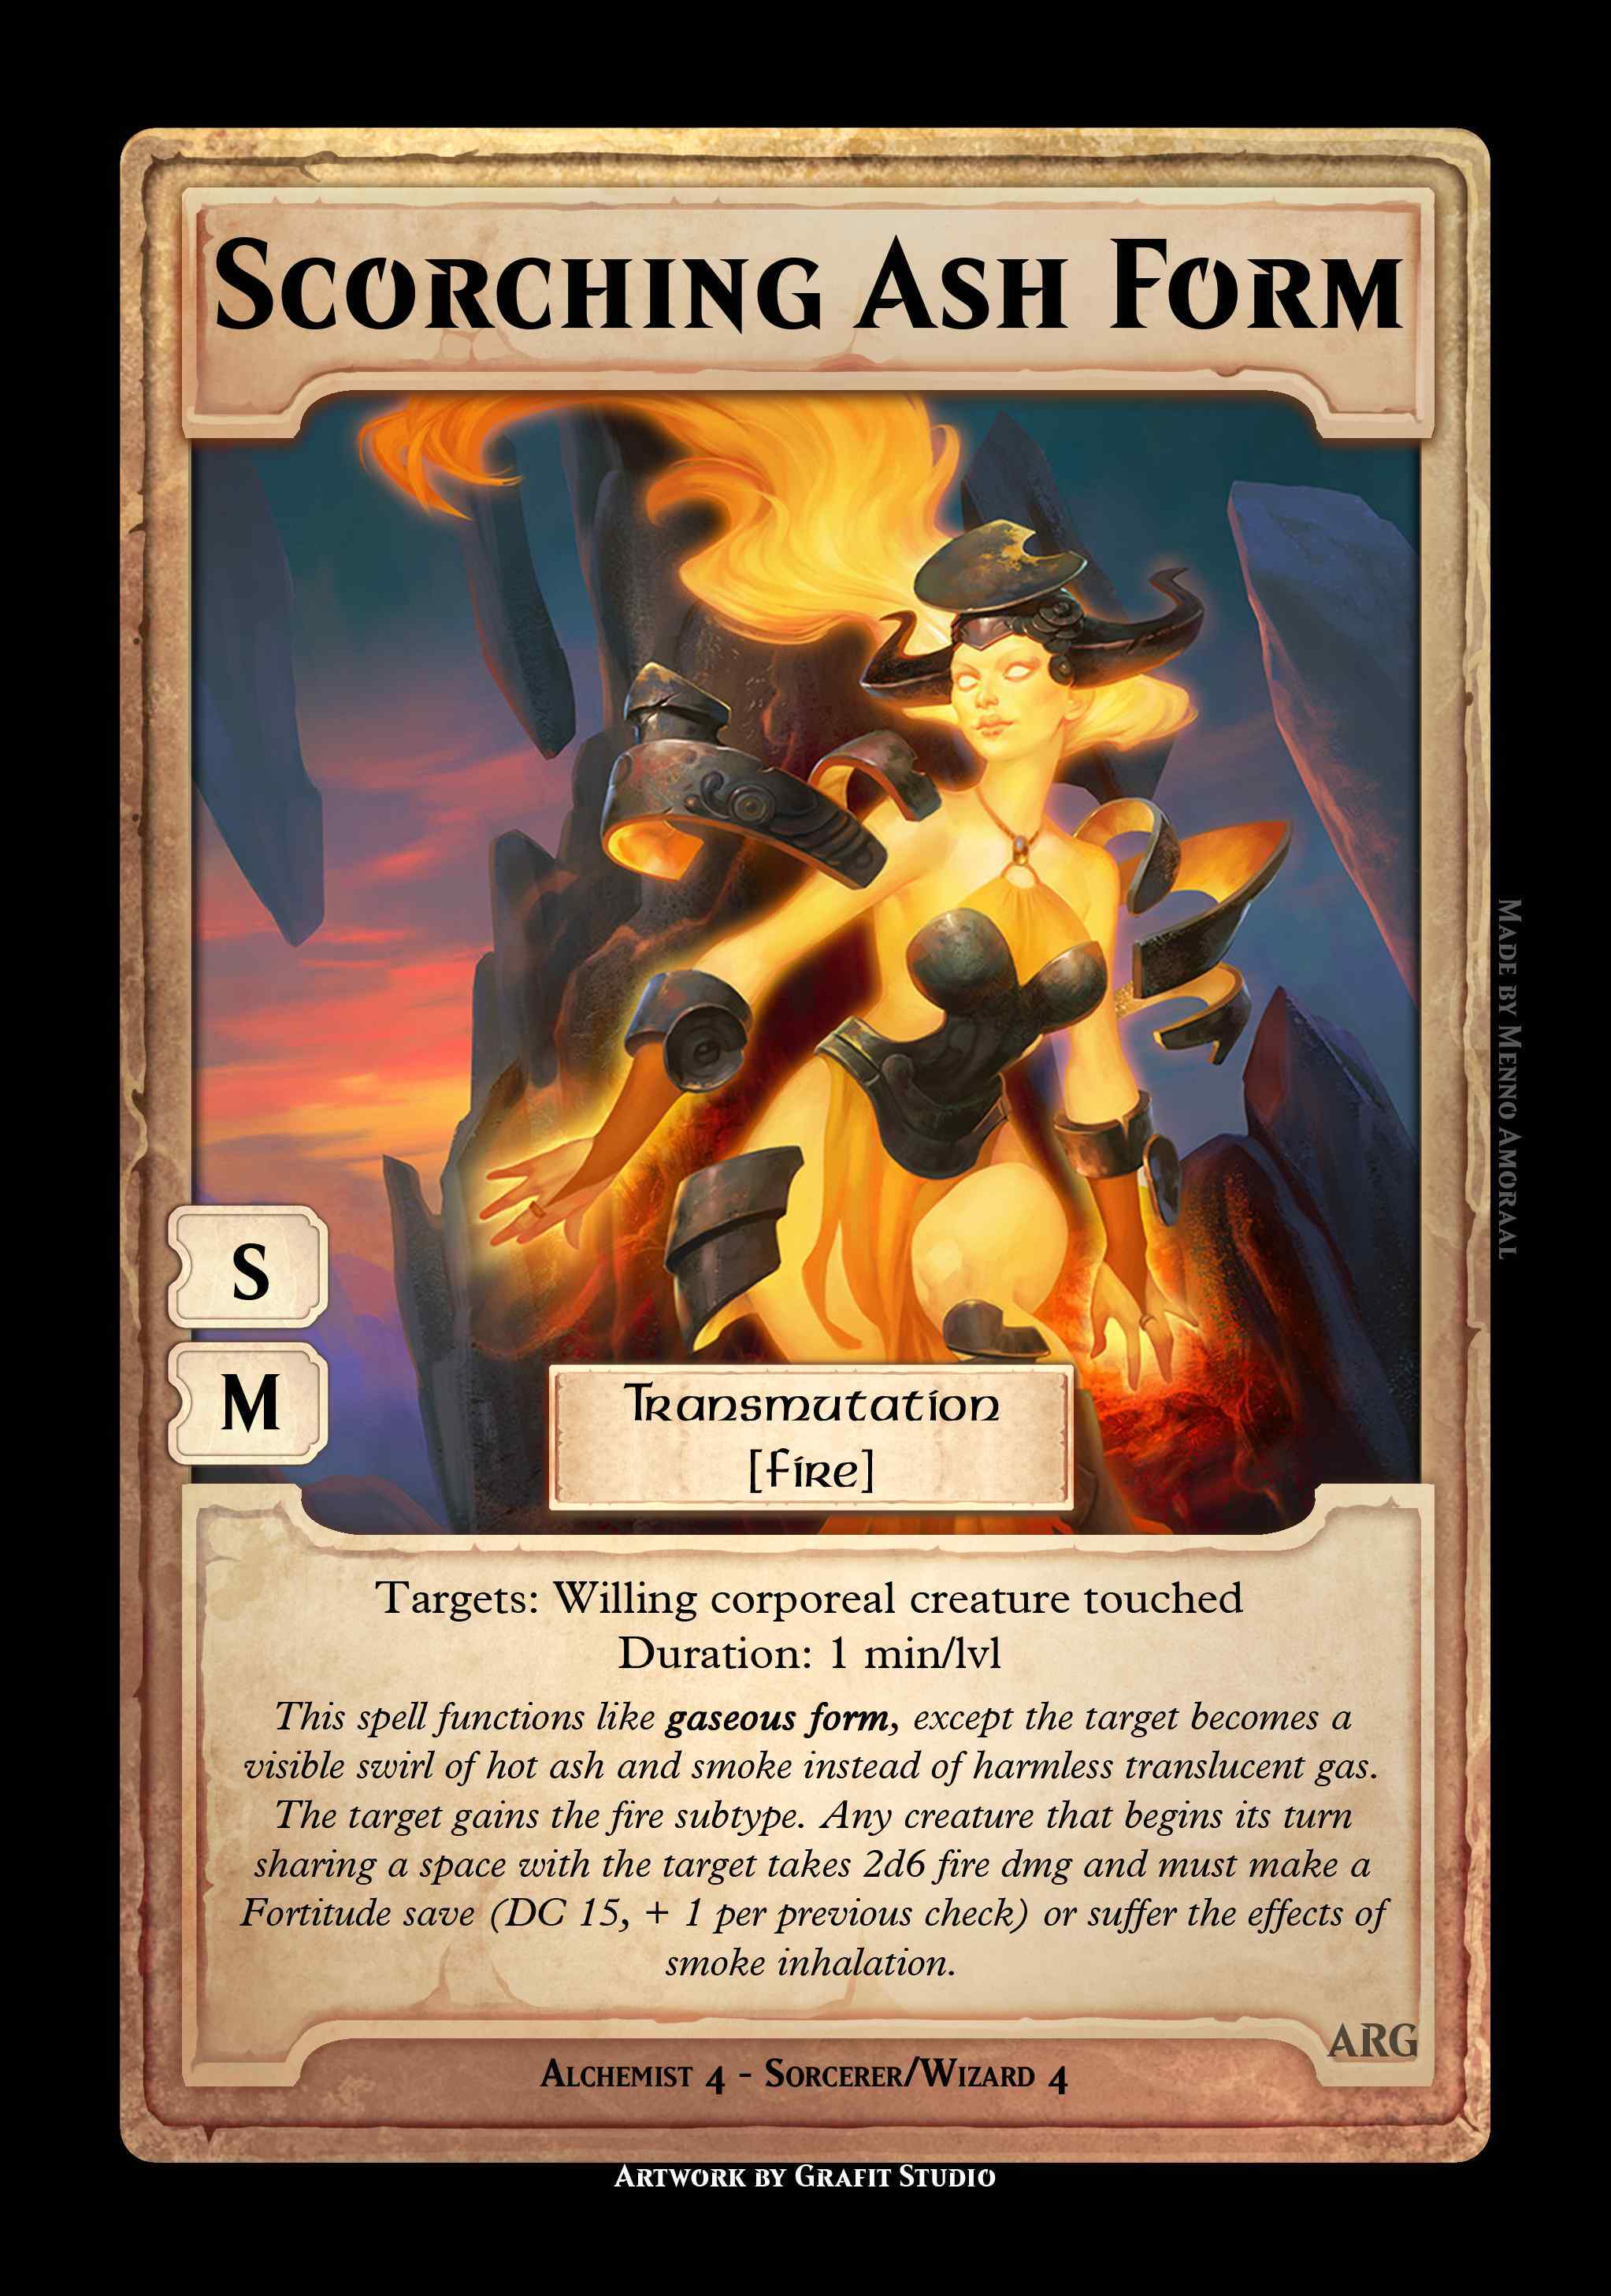 Scorching Ash Form
S
M
Transmutation
[Fire]
Targets: Willing corporeal creature touched
Duration: 1 min/lvl
This spell functions like gaseous form, except the target becomes a
visible swirl of hot ash and smoke instead of harmless translucent gas.
The target gains the fire subtype. Any creature that begins its turn
sharing a space with the target takes 2d6 fire dmg and must make a
Fortitude save (DC 15, + 1 per previous check) or suffer the effects of
smoke inhalation.
ARG
Alchemist 4 - Sorcerer/Wizard 4
Artwork by Grafit Studio
Made by Menno Amoraal